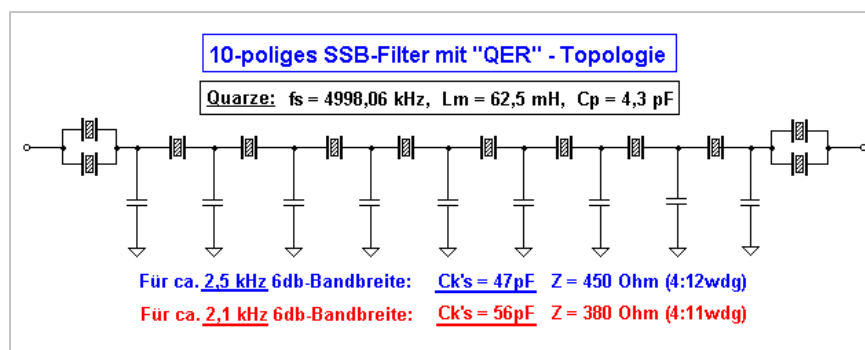 10-poliges SSB-Filter mit "QER" - Topologie
Quarze: fs = 4998,06 kHz, Lm = 62,5 mH, Cp = 4,3 pF
Für ca. 2,5 kHz 6db-Bandbreite: Ck's = 47pF Z = 450 Ohm (4:12wdg)
Für ca. 2,1 kHz 6db-Bandbreite: Ck's = 56pF Z = 380 Ohm (4:11wdg)